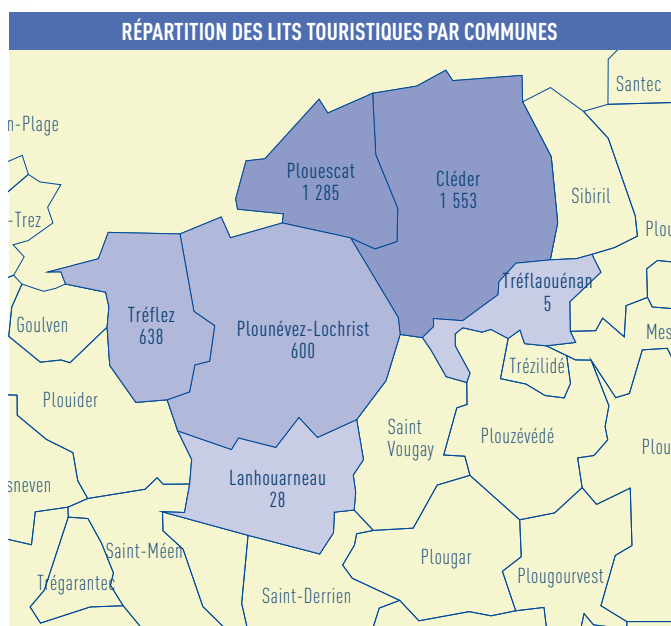 RÉPARTITION DES LITS TOURISTIQUES PAR COMMUNES
Santec
n-Plage
Plouescat
1 285
Cléder
1 553
Sibiril
-Trez
Plou
Tréflaouénan
5
Tréflez
638
Goulven
Plounévez-Lochrist
600
Mes
Trézilidé
Plouider
Saint
Vougay
Plouzévédé
Plou
Lanhouarneau
28
sneven
Saint-Méen
Plougar
Plougourvest
Trégarantec
Saint-Derrien